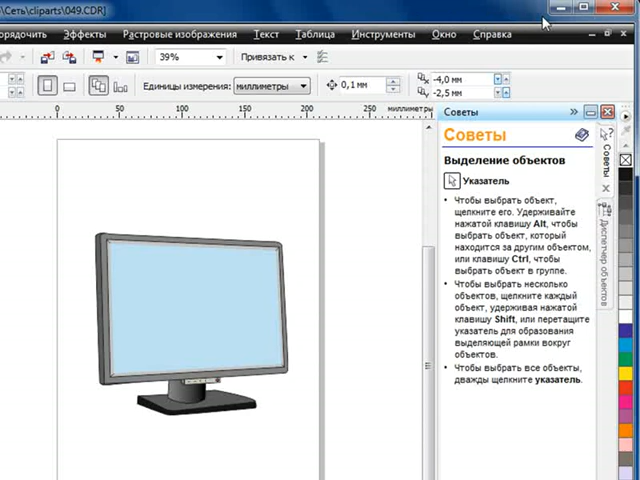 \Сеть\cliparts\049.CDR]
орядочить Эффекты Растровые изображения Текст Таблица Инструменты Окно Справка
39% Привязать к
Единицы измерения: миллиметры 0,1 мм -4,0 мм
-2,5 мм
0 50 100 150 200 250 миллиметры
Советы
Советы
Выделение объектов
Указатель
• Чтобы выбрать объект,
щелкните его. Удерживайте
нажатой клавишу Alt, чтобы
выбрать объект, который
находится за другим объектом,
или клавишу Ctrl, чтобы
выбрать объект в группе.
• Чтобы выбрать несколько
объектов, щелкните каждый
объект, удерживая нажатой
клавишу Shift, или перетащите
указатель для образования
выделяющей рамки вокруг
объектов.
• Чтобы выбрать все объекты,
дважды щелкните указатель.
Советы
Диспетчер объектов